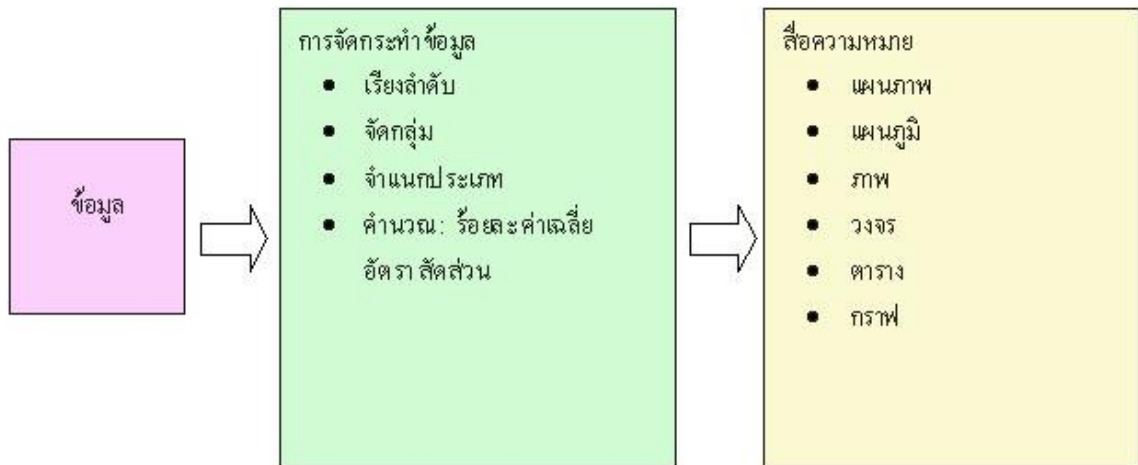 ข้อมูล
การจัดกระทำข้อมูล
● เรียงลำดับ
● จัดกลุ่ม
● จำแนกประเภท
● คำนวณ: ร้อยละ ค่าเฉลี่ย
อัตรา สัดส่วน
สื่อความหมาย
● แผนภาพ
● แผนภูมิ
● ภาพ
● วงจร
● ตาราง
● กราฟ